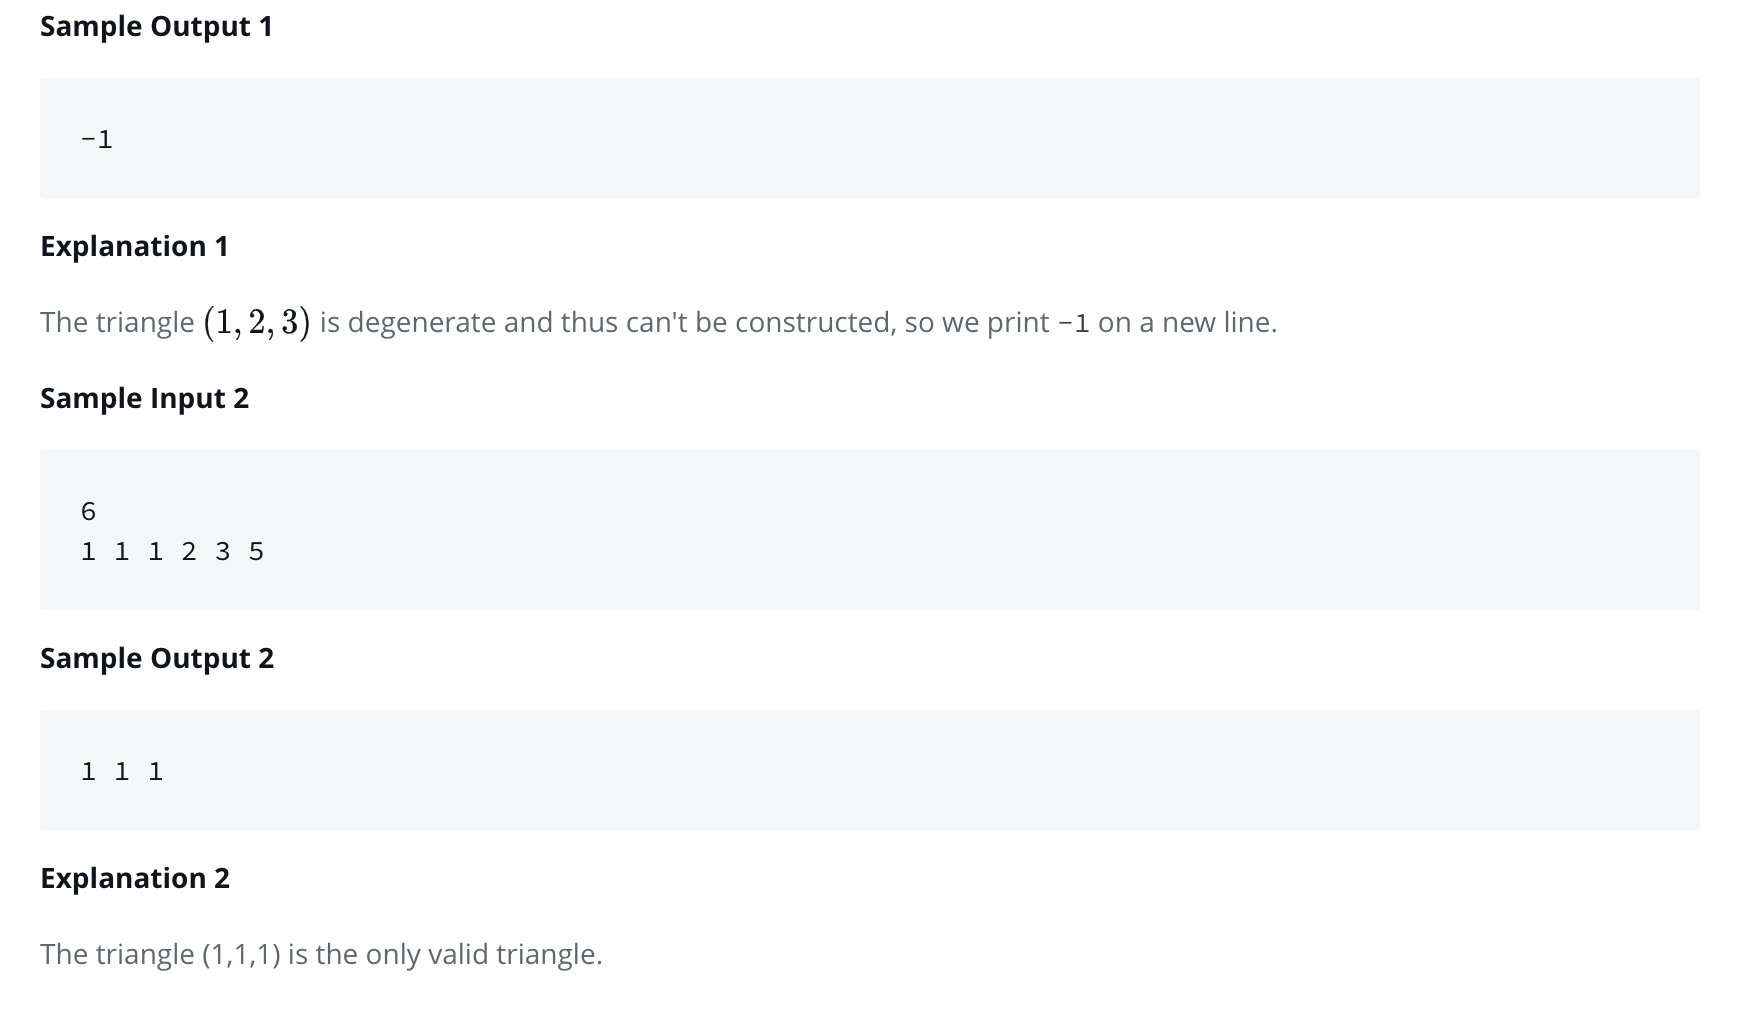 Sample Output 1
-1
Explanation 1
The triangle (1, 2, 3) is degenerate and thus can't be constructed, so we print -1 on a new line.
Sample Input 2
6
1 1 1 2 3 5
Sample Output 2
1 1 1
Explanation 2
The triangle (1,1,1) is the only valid triangle.